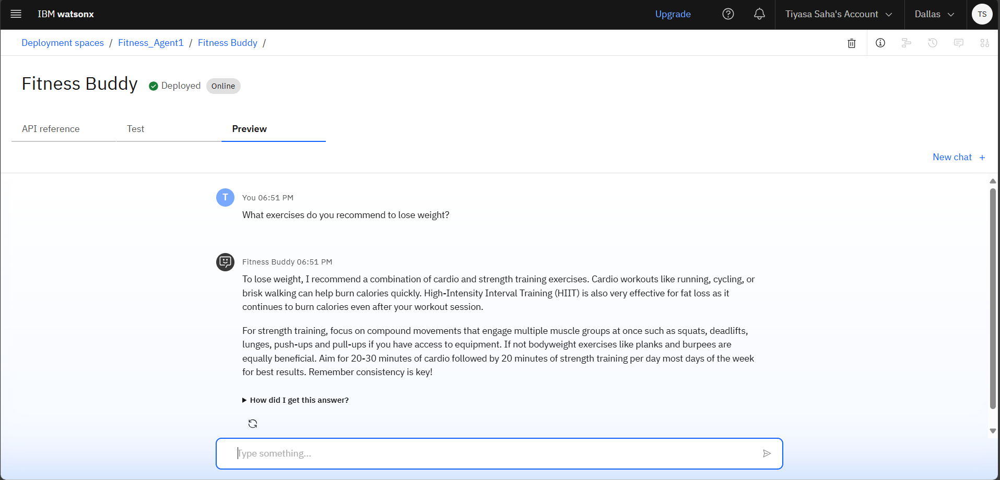 IBM watsonx
Upgrade
Tiyasa Saha's Account
Dallas
TS
Deployment spaces / Fitness_Agent1 / Fitness Buddy /
Fitness Buddy
Deployed
Online
API reference
Test
Preview
New chat +
T
You 06:51 PM
What exercises do you recommend to lose weight?
Fitness Buddy 06:51 PM
To lose weight, I recommend a combination of cardio and strength training exercises. Cardio workouts like running, cycling, or
brisk walking can help burn calories quickly. High-Intensity Interval Training (HIIT) is also very effective for fat loss as it
continues to burn calories even after your workout session.
For strength training, focus on compound movements that engage multiple muscle groups at once such as squats, deadlifts,
lunges, push-ups and pull-ups if you have access to equipment. If not bodyweight exercises like planks and burpees are
equally beneficial. Aim for 20-30 minutes of cardio followed by 20 minutes of strength training per day most days of the week
for best results. Remember consistency is key!
How did I get this answer?
Type something...